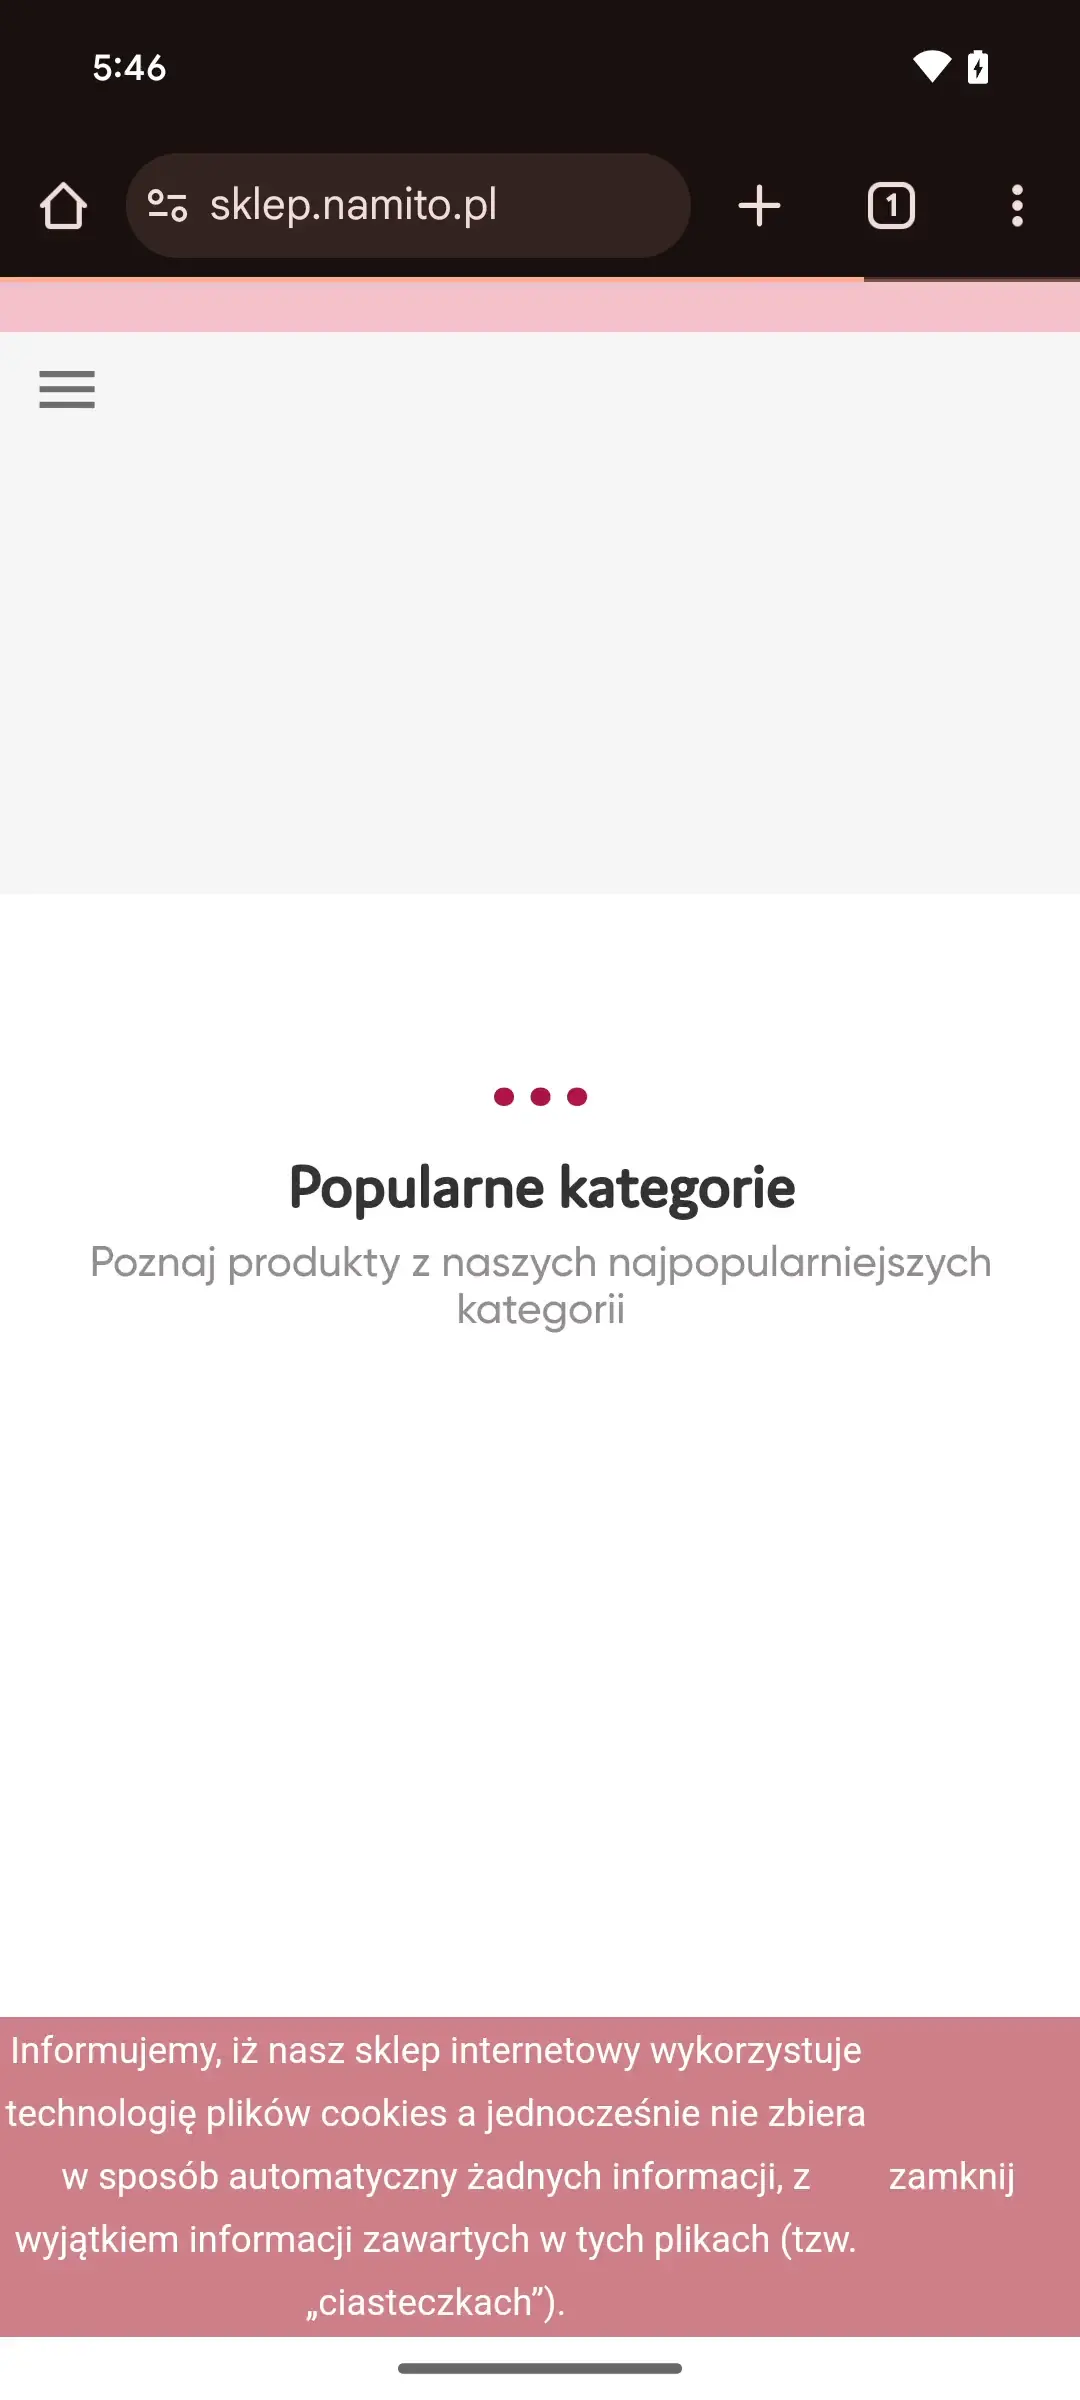 5:46
sklep.namito.pl
1
Popularne kategorie
Poznaj produkty z naszych najpopularniejszych
kategorii
Informujemy, iż nasz sklep internetowy wykorzystuje
technologię plików cookies a jednocześnie nie zbiera
w sposób automatyczny żadnych informacji, z
wyjątkiem informacji zawartych w tych plikach (tzw.
„ciasteczkach”).
zamknij